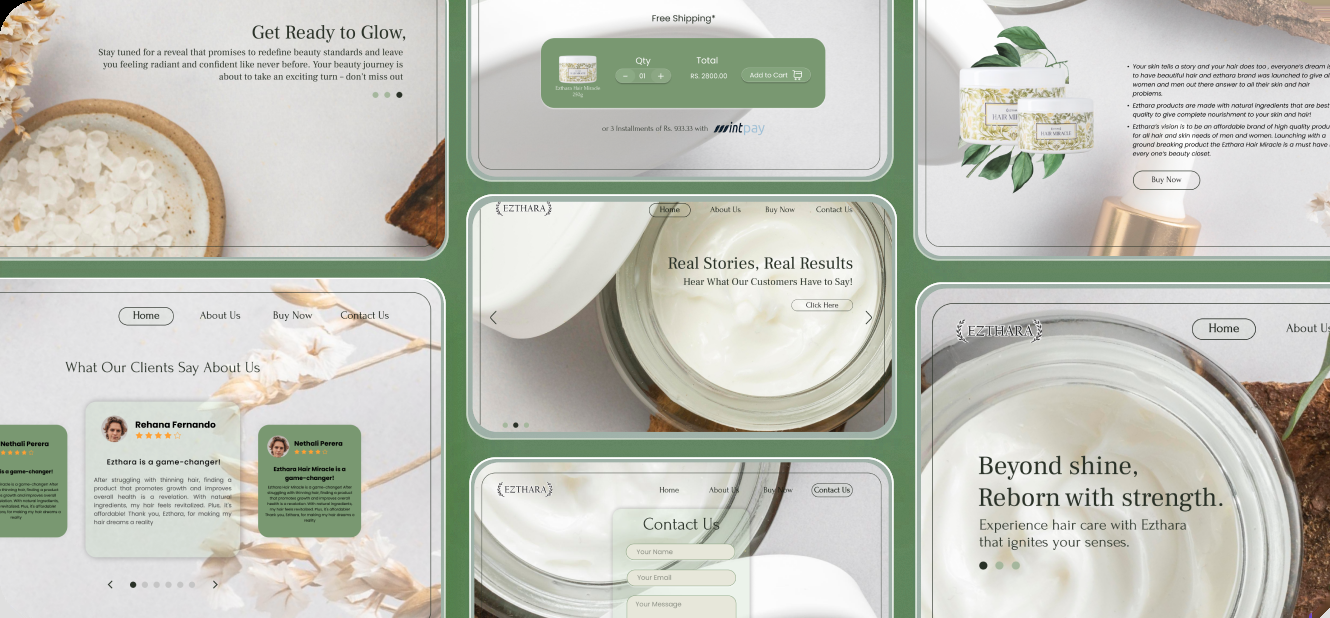 Get Ready to Glow,
Stay tuned for a reveal that promises to redefine beauty standards and leave
you feeling radiant and confident like never before. Your beauty journey is
about to take an exciting turn – don't miss out
Home
About Us
Buy Now
Contact Us
What Our Clients Say About Us
Nethali Perera
is a game-changer!
Rehana Fernando
Ezthara is a game-changer!
After struggling with thinning hair, finding a
product that promotes growth and improves
overall health is a revelation. With natural
ingredients, my hair feels revitalized. Plus, it's
affordable! Thank you, Ezthara, for making my
hair dreams a reality
Nethali Perera
Ezthara Hair Miracle is a
game-changer!
Free Shipping*
Qty
Total
− 01 +
RS. 2800.00
Add to Cart
Ezthara Hair Miracle
250g
or 3 Installments of Rs. 933.33 with mintpay
EZTHARA
Home
About Us
Buy Now
Contact Us
Real Stories, Real Results
Hear What Our Customers Have to Say!
Click Here
EZTHARA
Home
About Us
Buy Now
Contact Us
Contact Us
Your Name
Your Email
Your Message
HAIR MIRACLE
• Your skin tells a story and your hair does too , everyone's dream is
to have beautiful hair and ezthara brand was launched to give all
women and men out there answer to all their skin and hair
problems.
• Ezthara products are made with natural ingredients that are best
quality to give complete nourishment to your skin and hair!
• Ezthara's vision is to be an affordable brand of high quality
for all hair and skin needs of men and women. Launching with a
ground breaking product the Ezthara Hair Miracle is a must have
every one's beauty closet.
Buy Now
EZTHARA
Home
About Us
Beyond shine,
Reborn with strength.
Experience hair care with Ezthara
that ignites your senses.